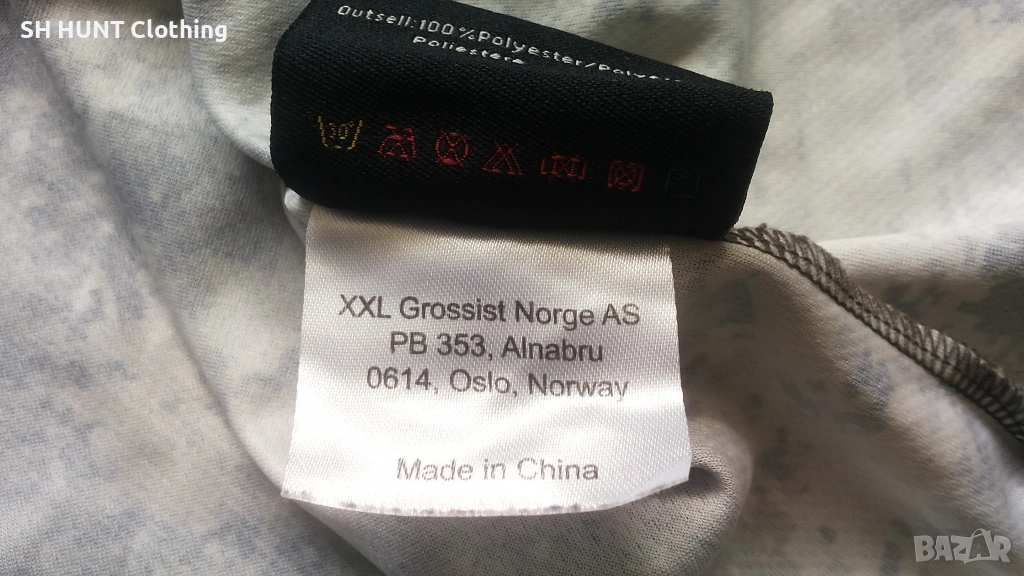 SH HUNT Clothing
Outsell:100%Polyester/
Poliestere
30°
XXL Grossist Norge AS
PB 353, Alnabru
0614, Oslo, Norway
Made in China
BAZAR